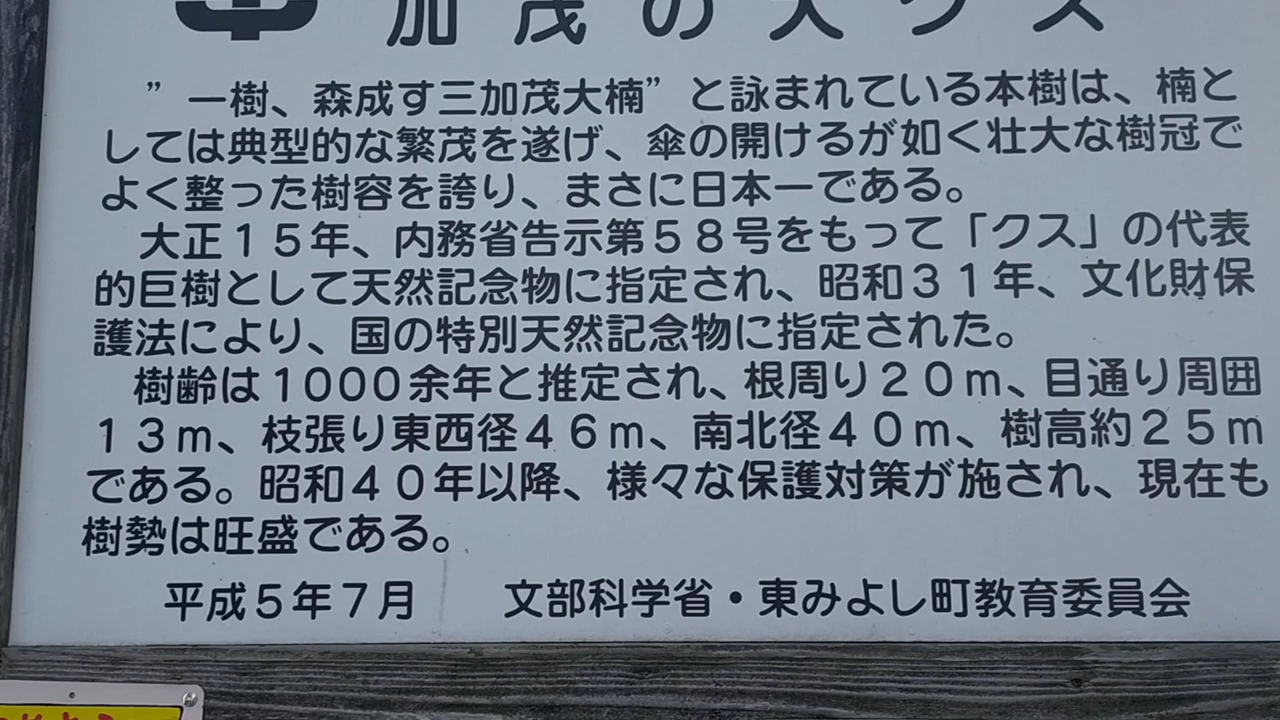 加茂の大クス
”一樹、森成す三加茂大楠”と詠まれている本樹は、楠と
しては典型的な繁茂を遂げ、傘の開けるが如く壮大な樹冠で
よく整った樹容を誇り、まさに日本一である。
大正１５年、内務省告示第５８号をもって「クス」の代表
的巨樹として天然記念物に指定され、昭和３１年、文化財保
護法により、国の特別天然記念物に指定された。
樹齢は1000余年と推定され、根周り２０ｍ、目通り周囲
１３ｍ、枝張り東西径４６ｍ、南北径４０ｍ、樹高約２５ｍ
である。昭和４０年以降、様々な保護対策が施され、現在も
樹勢は旺盛である。
平成５年７月　文部科学省・東みよし町教育委員会